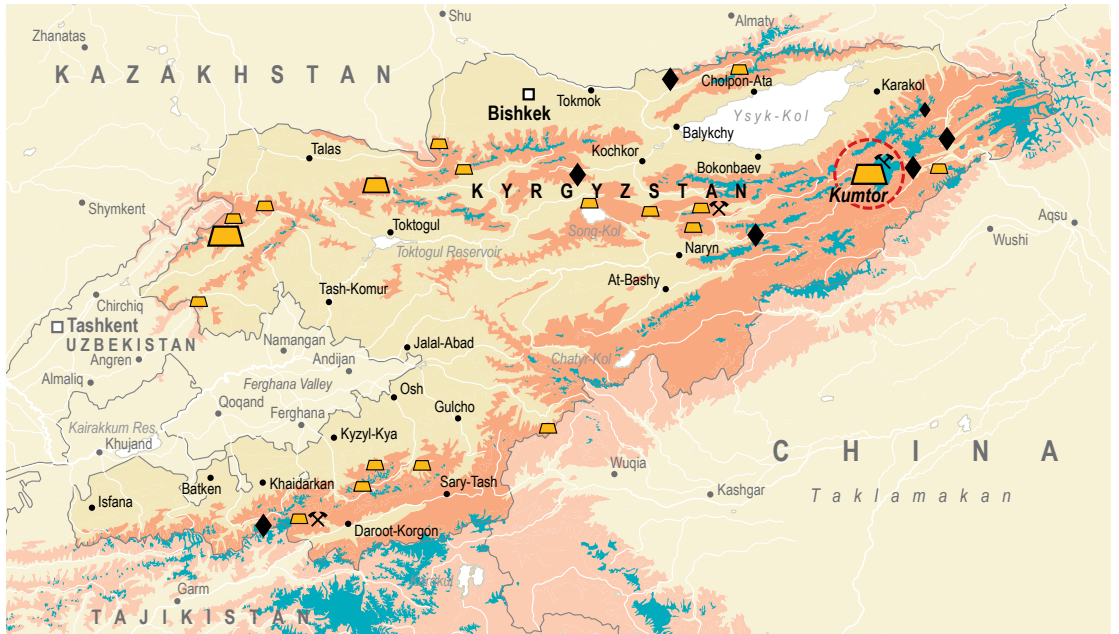 Shu
Almaty
Zhanatas
KAZAKHSTAN
Cholpon-Ata
Karakol
Tokmok
Bishkek
Ysyk-Kol
Balykchy
Talas
Kochkor
Bokonbaev
KYRGYZSTAN
Kumtor
Shymkent
Aqsu
Toktogul
Song-Kol
Wushi
Toktogul Reservoir
Naryn
At-Bashy
Chirchiq
Tash-Komur
Tashkent
UZBEKISTAN
Namangan
Jalal-Abad
Chatyr-Kol
Angren
Andijan
Almaliq
Ferghana Valley
Osh
Qoqand
Gulcho
Ferghana
Kairakkum Res.
Kyzyl-Kya
Khujand
CHINA
Wuqia
Khaidarkan
Batken
Sary-Tash
Kashgar
Taklamakan
Isfana
Daroot-Korgon
Garm
TAJIKISTAN